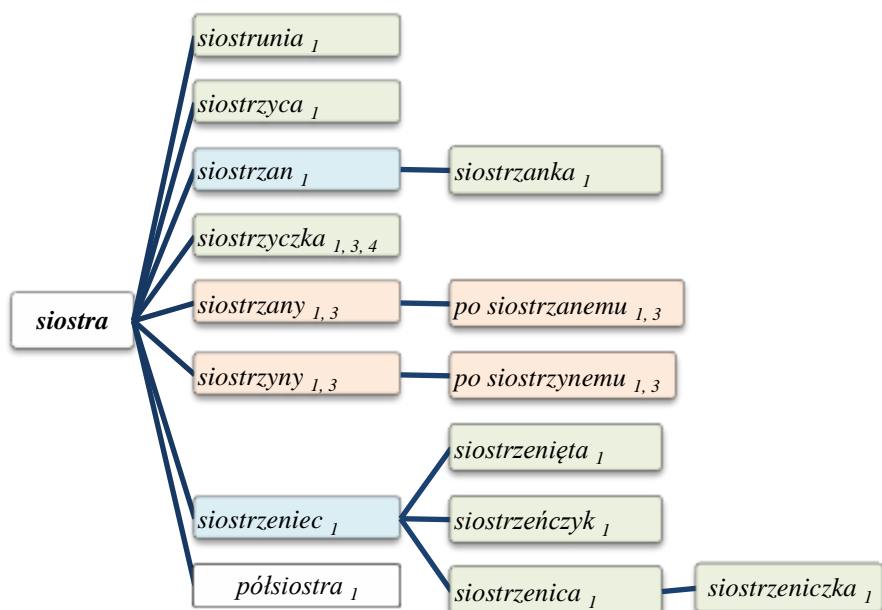 siostrunia 1
siostrzyca 1
siostrzan 1
siostrzanka 1
siostrzyczka 1, 3, 4
siostrzany 1, 3
po siostrzanemu 1, 3
siostra
siostrzyny 1, 3
po siostrzynemu 1, 3
siostrzenięta 1
siostrzeniec 1
siostrzeńczyk 1
półsiostra 1
siostrzenica 1
siostrzeniczka 1